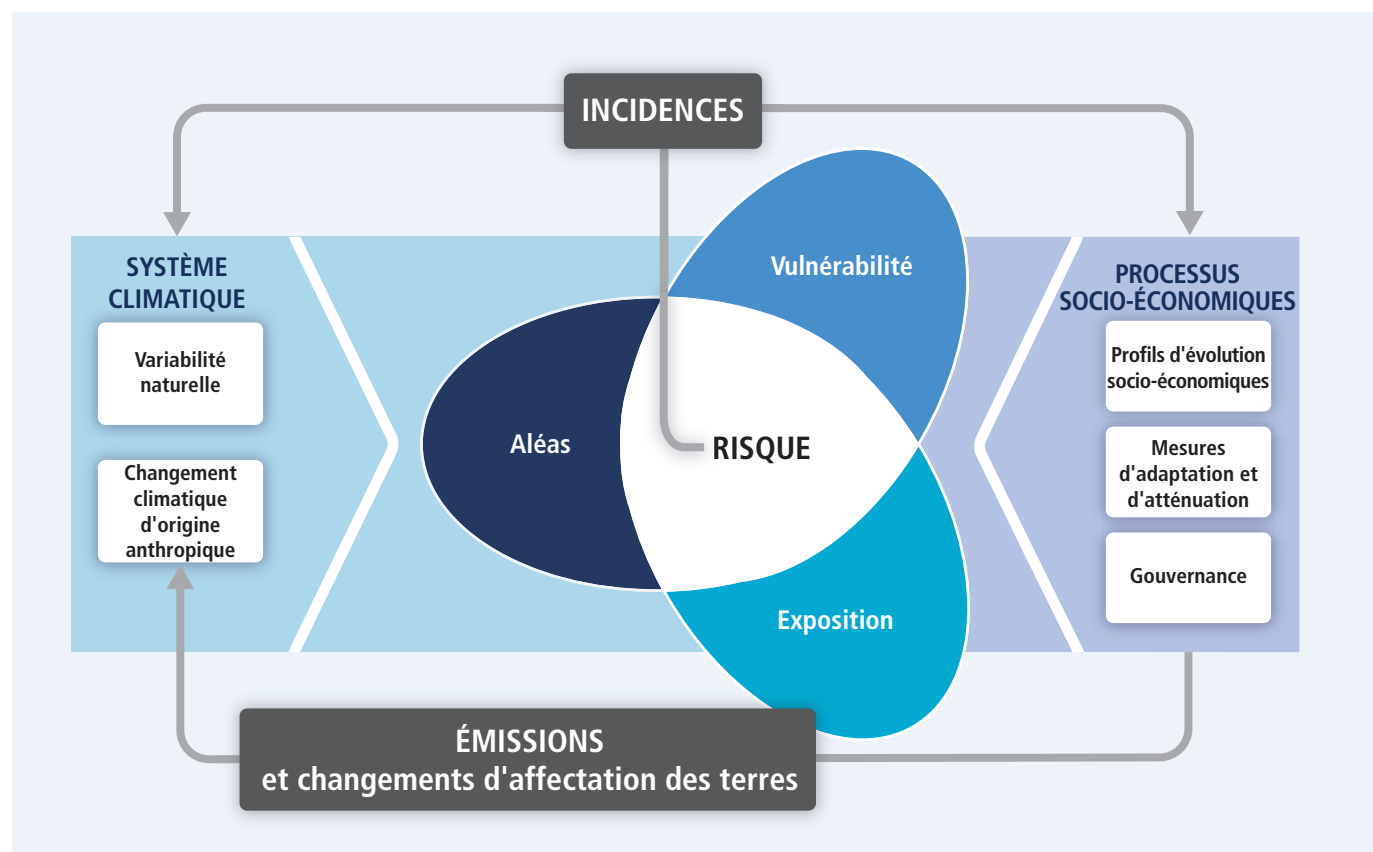 INCIDENCES
SYSTÈME
CLIMATIQUE
Variabilité
naturelle
Changement
climatique
d'origine
anthropique
Vulnérabilité
Aléas
RISQUE
Exposition
PROCESSUS
SOCIO-ÉCONOMIQUES
Profils d'évolution
socio-économiques
Mesures
d'adaptation et
d'atténuation
Gouvernance
ÉMISSIONS
et changements d'affectation des terres